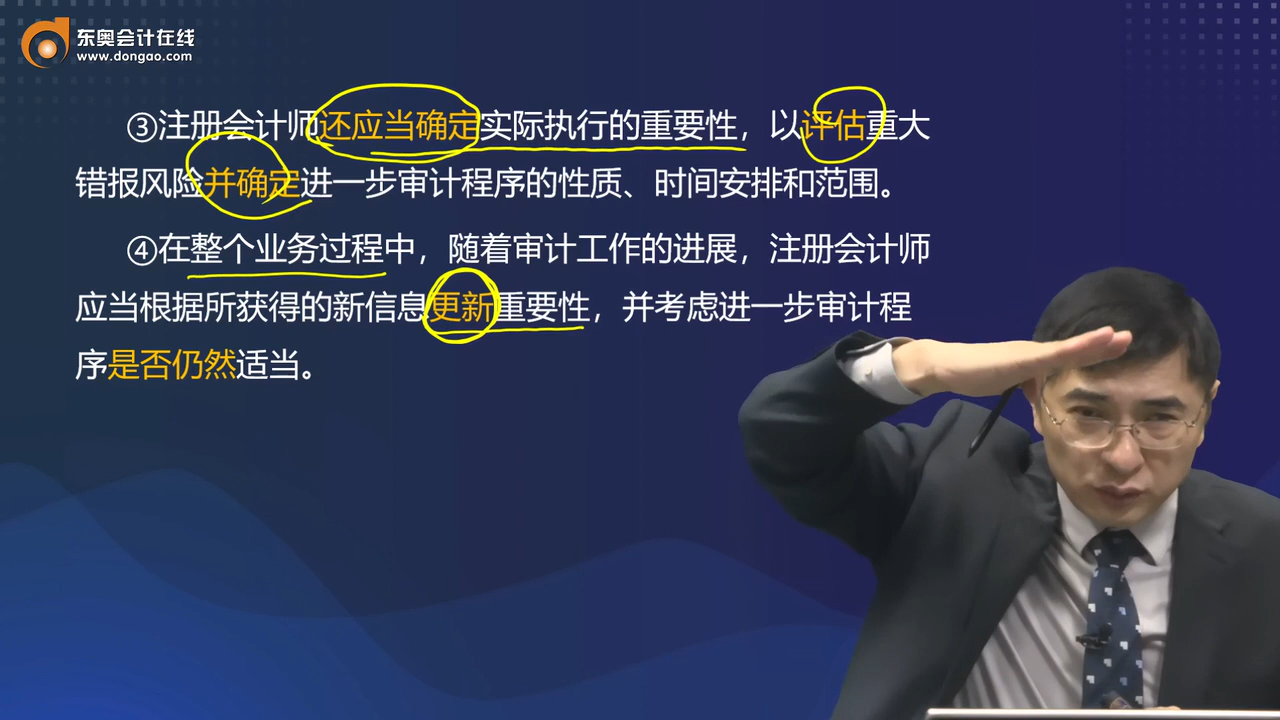 东奥会计在线
www.dongao.com
③注册会计师还应当确定实际执行的重要性，以评估重大
错报风险并确定进一步审计程序的性质、时间安排和范围。
④在整个业务过程中，随着审计工作的进展，注册会计师
应当根据所获得的新信息更新重要性，并考虑进一步审计程
序是否仍然适当。